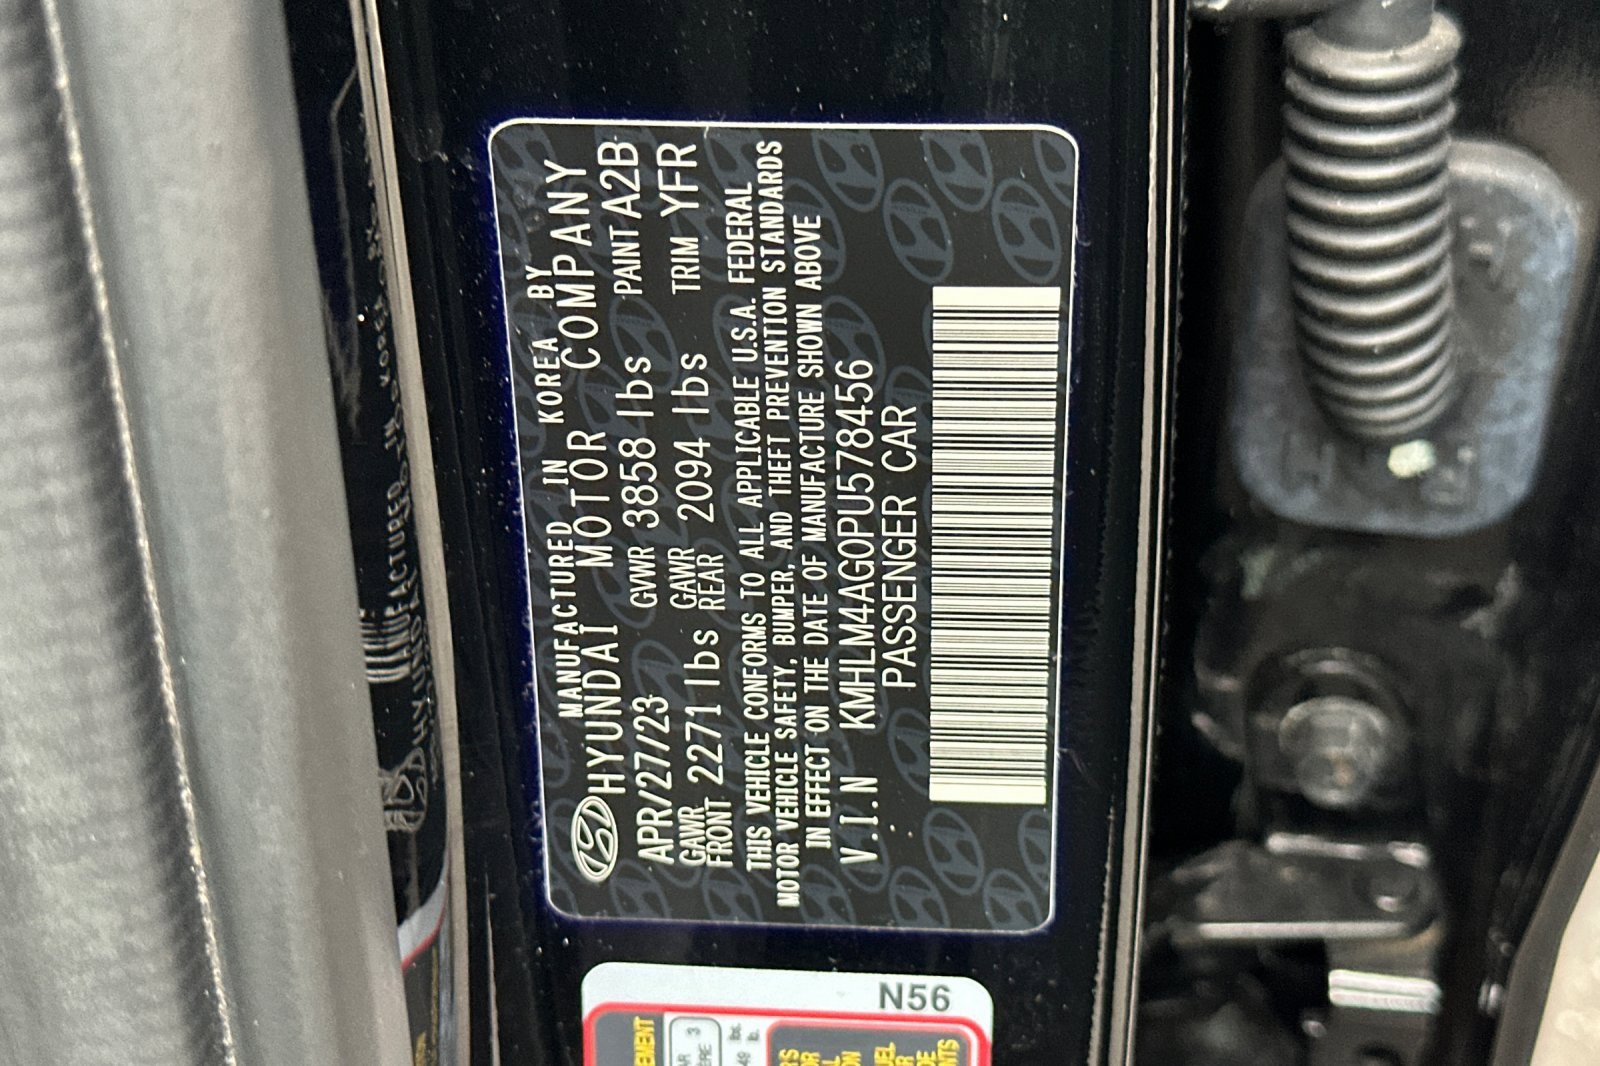 MANUFACTURED IN KOREA BY
HYUNDAI MOTOR COMPANY
APR/27/23 GVWR 3858 lbs PAINT A2B
GAWR FRONT 2271 lbs GAWR REAR 2094 lbs TRIM YFR
THIS VEHICLE CONFORMS TO ALL APPLICABLE U.S.A. FEDERAL
MOTOR VEHICLE SAFETY, BUMPER, AND THEFT PREVENTION STANDARDS
IN EFFECT ON THE DATE OF MANUFACTURE SHOWN ABOVE
V.I.N : KMHLM4AG0PU578456
PASSENGER CAR
N56